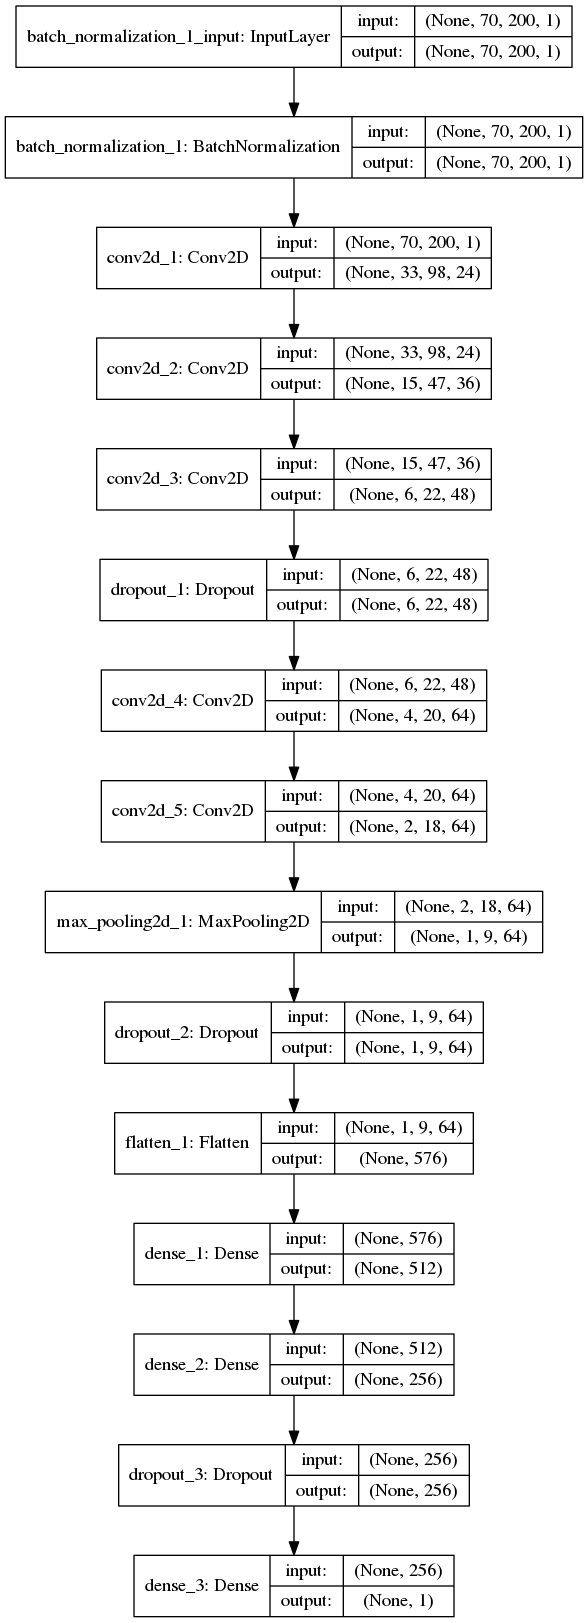 batch_normalization_1_input: InputLayer
input: (None, 70, 200, 1)
output: (None, 70, 200, 1)
batch_normalization_1: BatchNormalization
input: (None, 70, 200, 1)
output: (None, 70, 200, 1)
conv2d_1: Conv2D
input: (None, 70, 200, 1)
output: (None, 33, 98, 24)
conv2d_2: Conv2D
input: (None, 33, 98, 24)
output: (None, 15, 47, 36)
conv2d_3: Conv2D
input: (None, 15, 47, 36)
output: (None, 6, 22, 48)
dropout_1: Dropout
input: (None, 6, 22, 48)
output: (None, 6, 22, 48)
conv2d_4: Conv2D
input: (None, 6, 22, 48)
output: (None, 4, 20, 64)
conv2d_5: Conv2D
input: (None, 4, 20, 64)
output: (None, 2, 18, 64)
max_pooling2d_1: MaxPooling2D
input: (None, 2, 18, 64)
output: (None, 1, 9, 64)
dropout_2: Dropout
input: (None, 1, 9, 64)
output: (None, 1, 9, 64)
flatten_1: Flatten
input: (None, 1, 9, 64)
output: (None, 576)
dense_1: Dense
input: (None, 576)
output: (None, 512)
dense_2: Dense
input: (None, 512)
output: (None, 256)
dropout_3: Dropout
input: (None, 256)
output: (None, 256)
dense_3: Dense
input: (None, 256)
output: (None, 1)